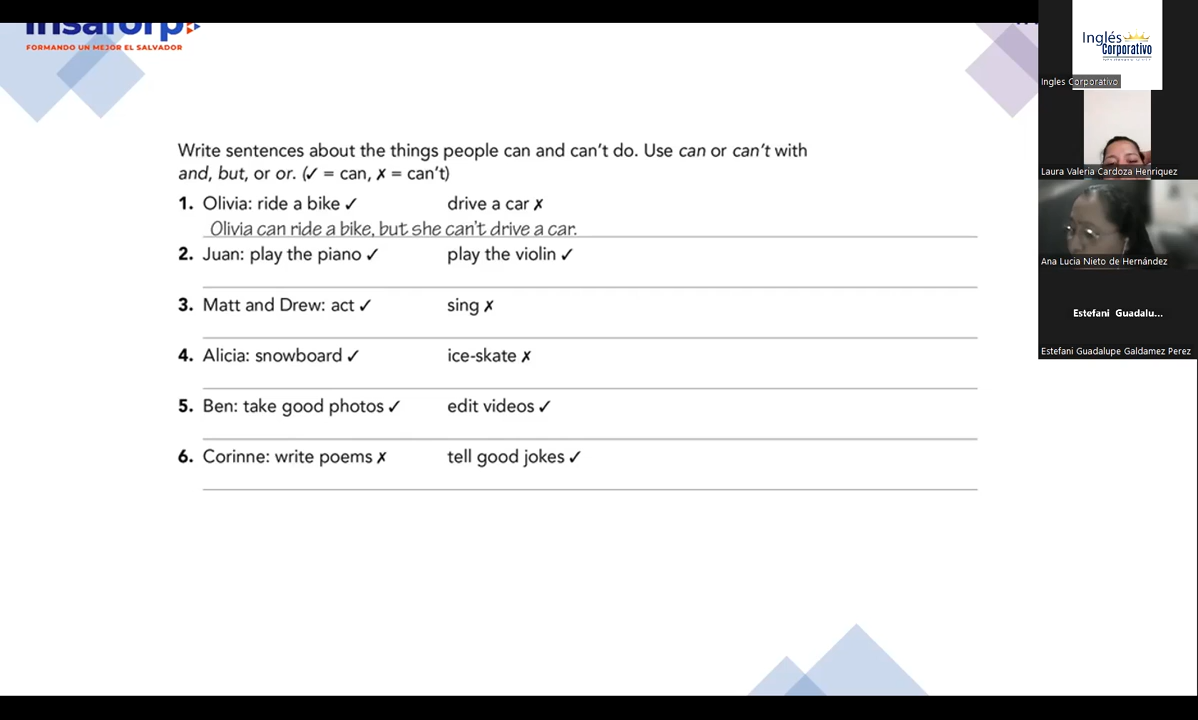 insaforp
FORMANDO UN MEJOR EL SALVADOR
Write sentences about the things people can and can't do. Use can or can't with
and, but, or or. (✓ = can, ✗ = can't)
1. Olivia: ride a bike ✓ drive a car ✗
Olivia can ride a bike, but she can't drive a car.
2. Juan: play the piano ✓ play the violin ✓
3. Matt and Drew: act ✓ sing ✗
4. Alicia: snowboard ✓ ice-skate ✗
5. Ben: take good photos ✓ edit videos ✓
6. Corinne: write poems ✗ tell good jokes ✓
Inglés
Corporativo
Ingles Corporativo
Laura Valeria Cardoza Henriquez
Ana Lucía Nieto de Hernández
Estefani Guadalu...
Estefani Guadalupe Galdamez Perez